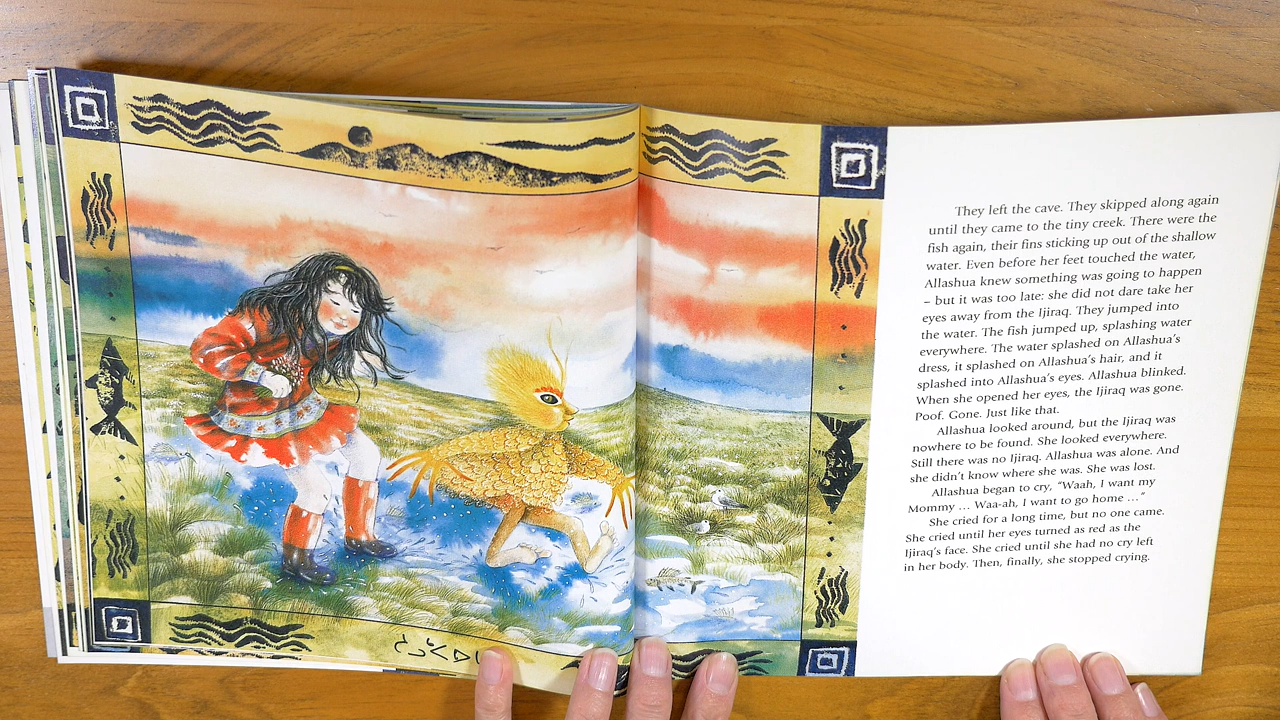 They left the cave. They skipped along again
until they came to the tiny creek. There were the
fish again, their fins sticking up out of the shallow
water. Even before her feet touched the water,
Allashua knew something was going to happen
– but it was too late: she did not dare take her
eyes away from the Ijiraq. They jumped into
the water. The fish jumped up, splashing water
everywhere. The water splashed on Allashua's
dress, it splashed on Allashua's hair, and it
splashed into Allashua's eyes. Allashua blinked.
When she opened her eyes, the Ijiraq was gone.
Poof. Gone. Just like that.
Allashua looked around, but the Ijiraq was
nowhere to be found. She looked everywhere.
Still there was no Ijiraq. Allashua was alone. And
she didn't know where she was. She was lost.
Allashua began to cry, "Waah, I want my
Mommy ... Waa-ah, I want to go home ..."
She cried for a long time, but no one came.
She cried until her eyes turned as red as the
Ijiraq's face. She cried until she had no cry left
in her body. Then, finally, she stopped crying.